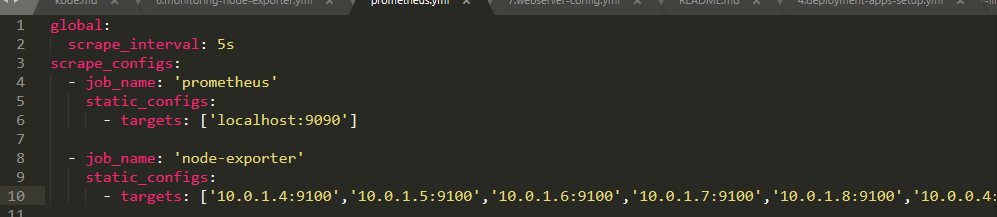 kode.md 6.monitoring-node-exporter.yml prometheus.yml 7.webserver-config.yml README.md 4.deployment-apps-setup.yml
1 global:
2 scrape_interval: 5s
3 scrape_configs:
4 - job_name: 'prometheus'
5 static_configs:
6 - targets: ['localhost:9090']
7
8 - job_name: 'node-exporter'
9 static_configs:
10 - targets: ['10.0.1.4:9100','10.0.1.5:9100','10.0.1.6:9100','10.0.1.7:9100','10.0.1.8:9100','10.0.0.4:
11